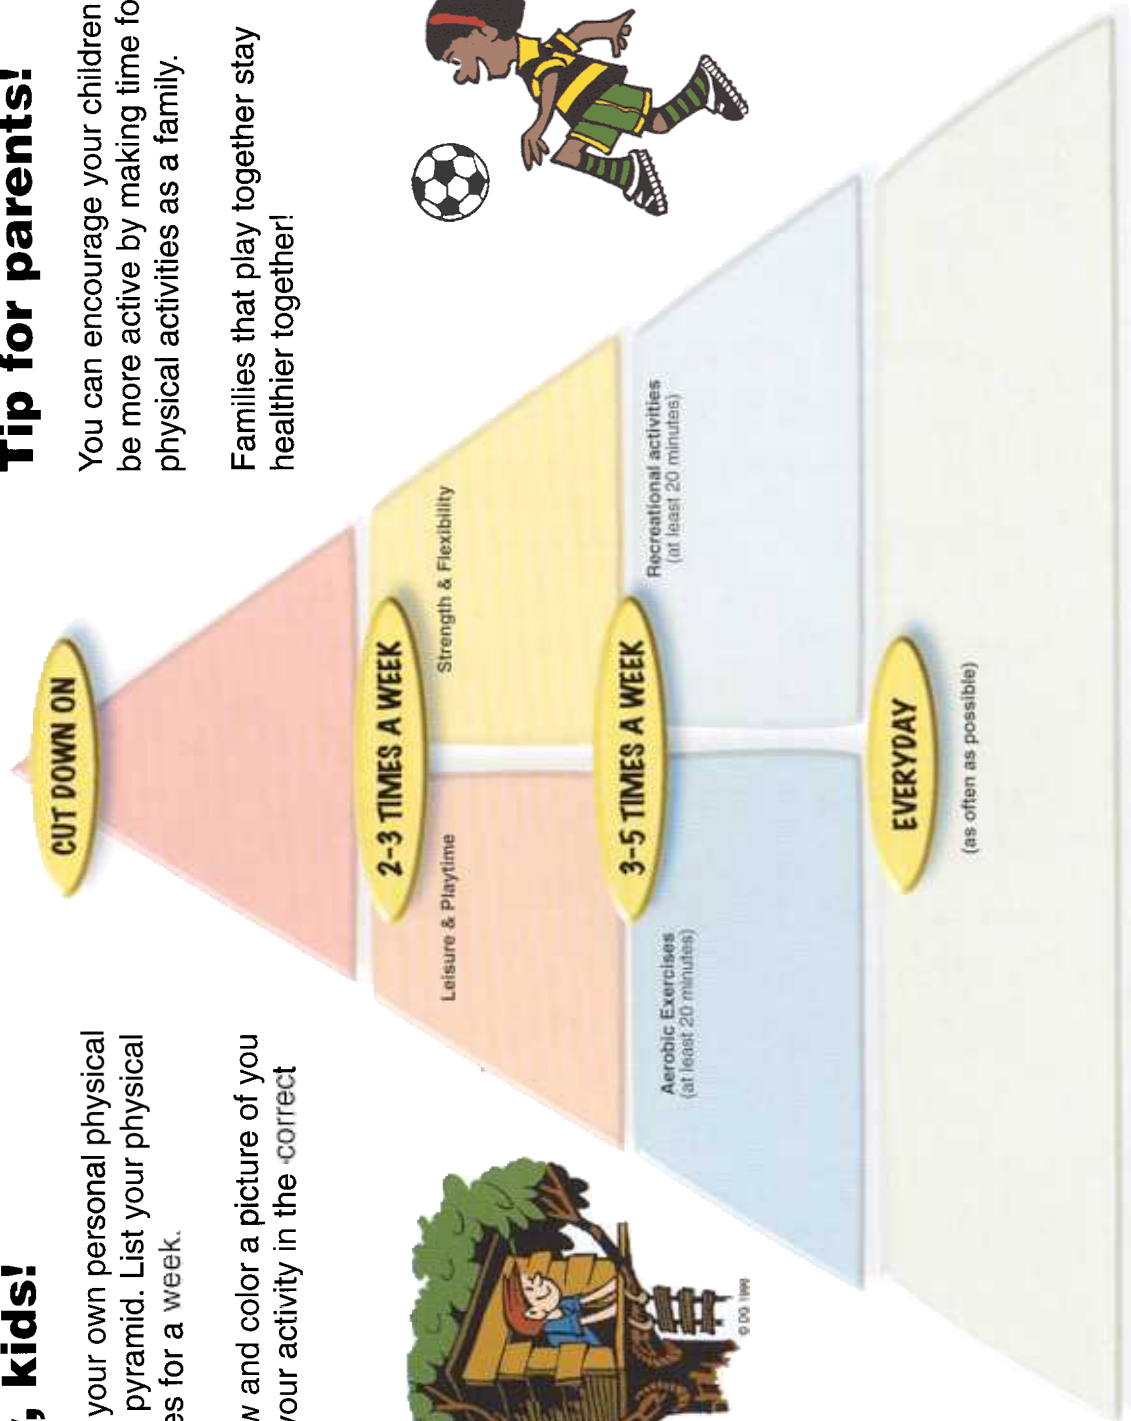 , kids!
your own personal physical
pyramid. List your physical
es for a week.
w and color a picture of you
your activity in the correct
Tip for parents!
You can encourage your children
be more active by making time fo
physical activities as a family.
Families that play together stay
healthier together!
CUT DOWN ON
2-3 TIMES A WEEK
Leisure & Playtime
Strength & Flexibility
3-5 TIMES A WEEK
Aerobic Exercises
(at least 20 minutes)
Recreational activities
(at least 20 minutes)
EVERYDAY
(as often as possible)
© DG 1998